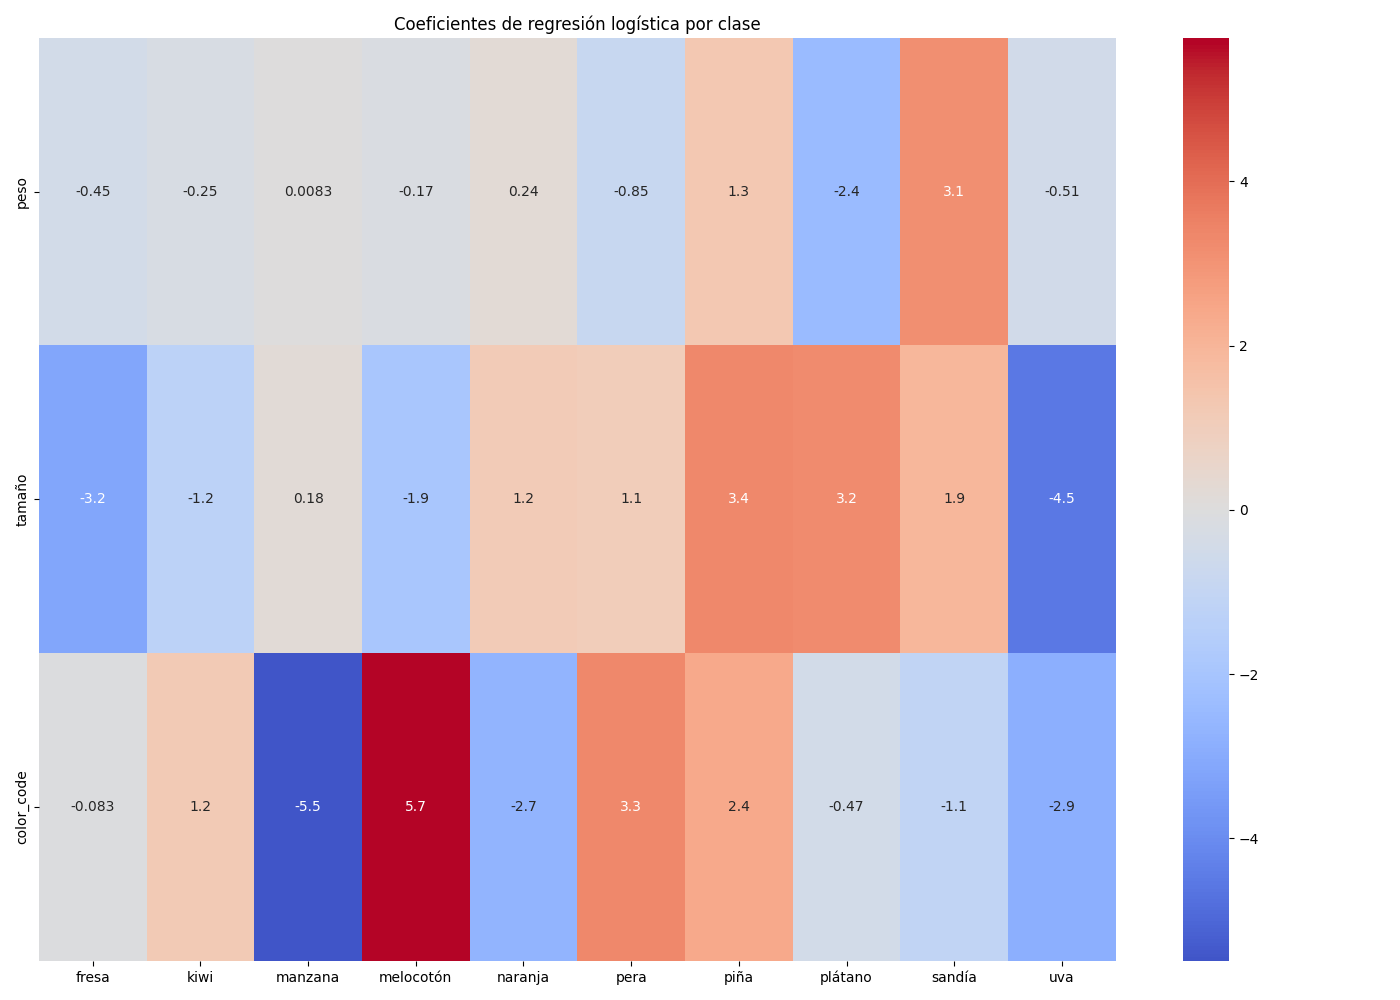 Coeficientes de regresión logística por clase
peso
-0.45 -0.25 0.0083 -0.17 0.24 -0.85 1.3 -2.4 3.1 -0.51
tamaño
-3.2 -1.2 0.18 -1.9 1.2 1.1 3.4 3.2 1.9 -4.5
color_code
-0.083 1.2 -5.5 5.7 -2.7 3.3 2.4 -0.47 -1.1 -2.9
fresa kiwi manzana melocotón naranja pera piña plátano sandía uva
4
2
0
−2
−4